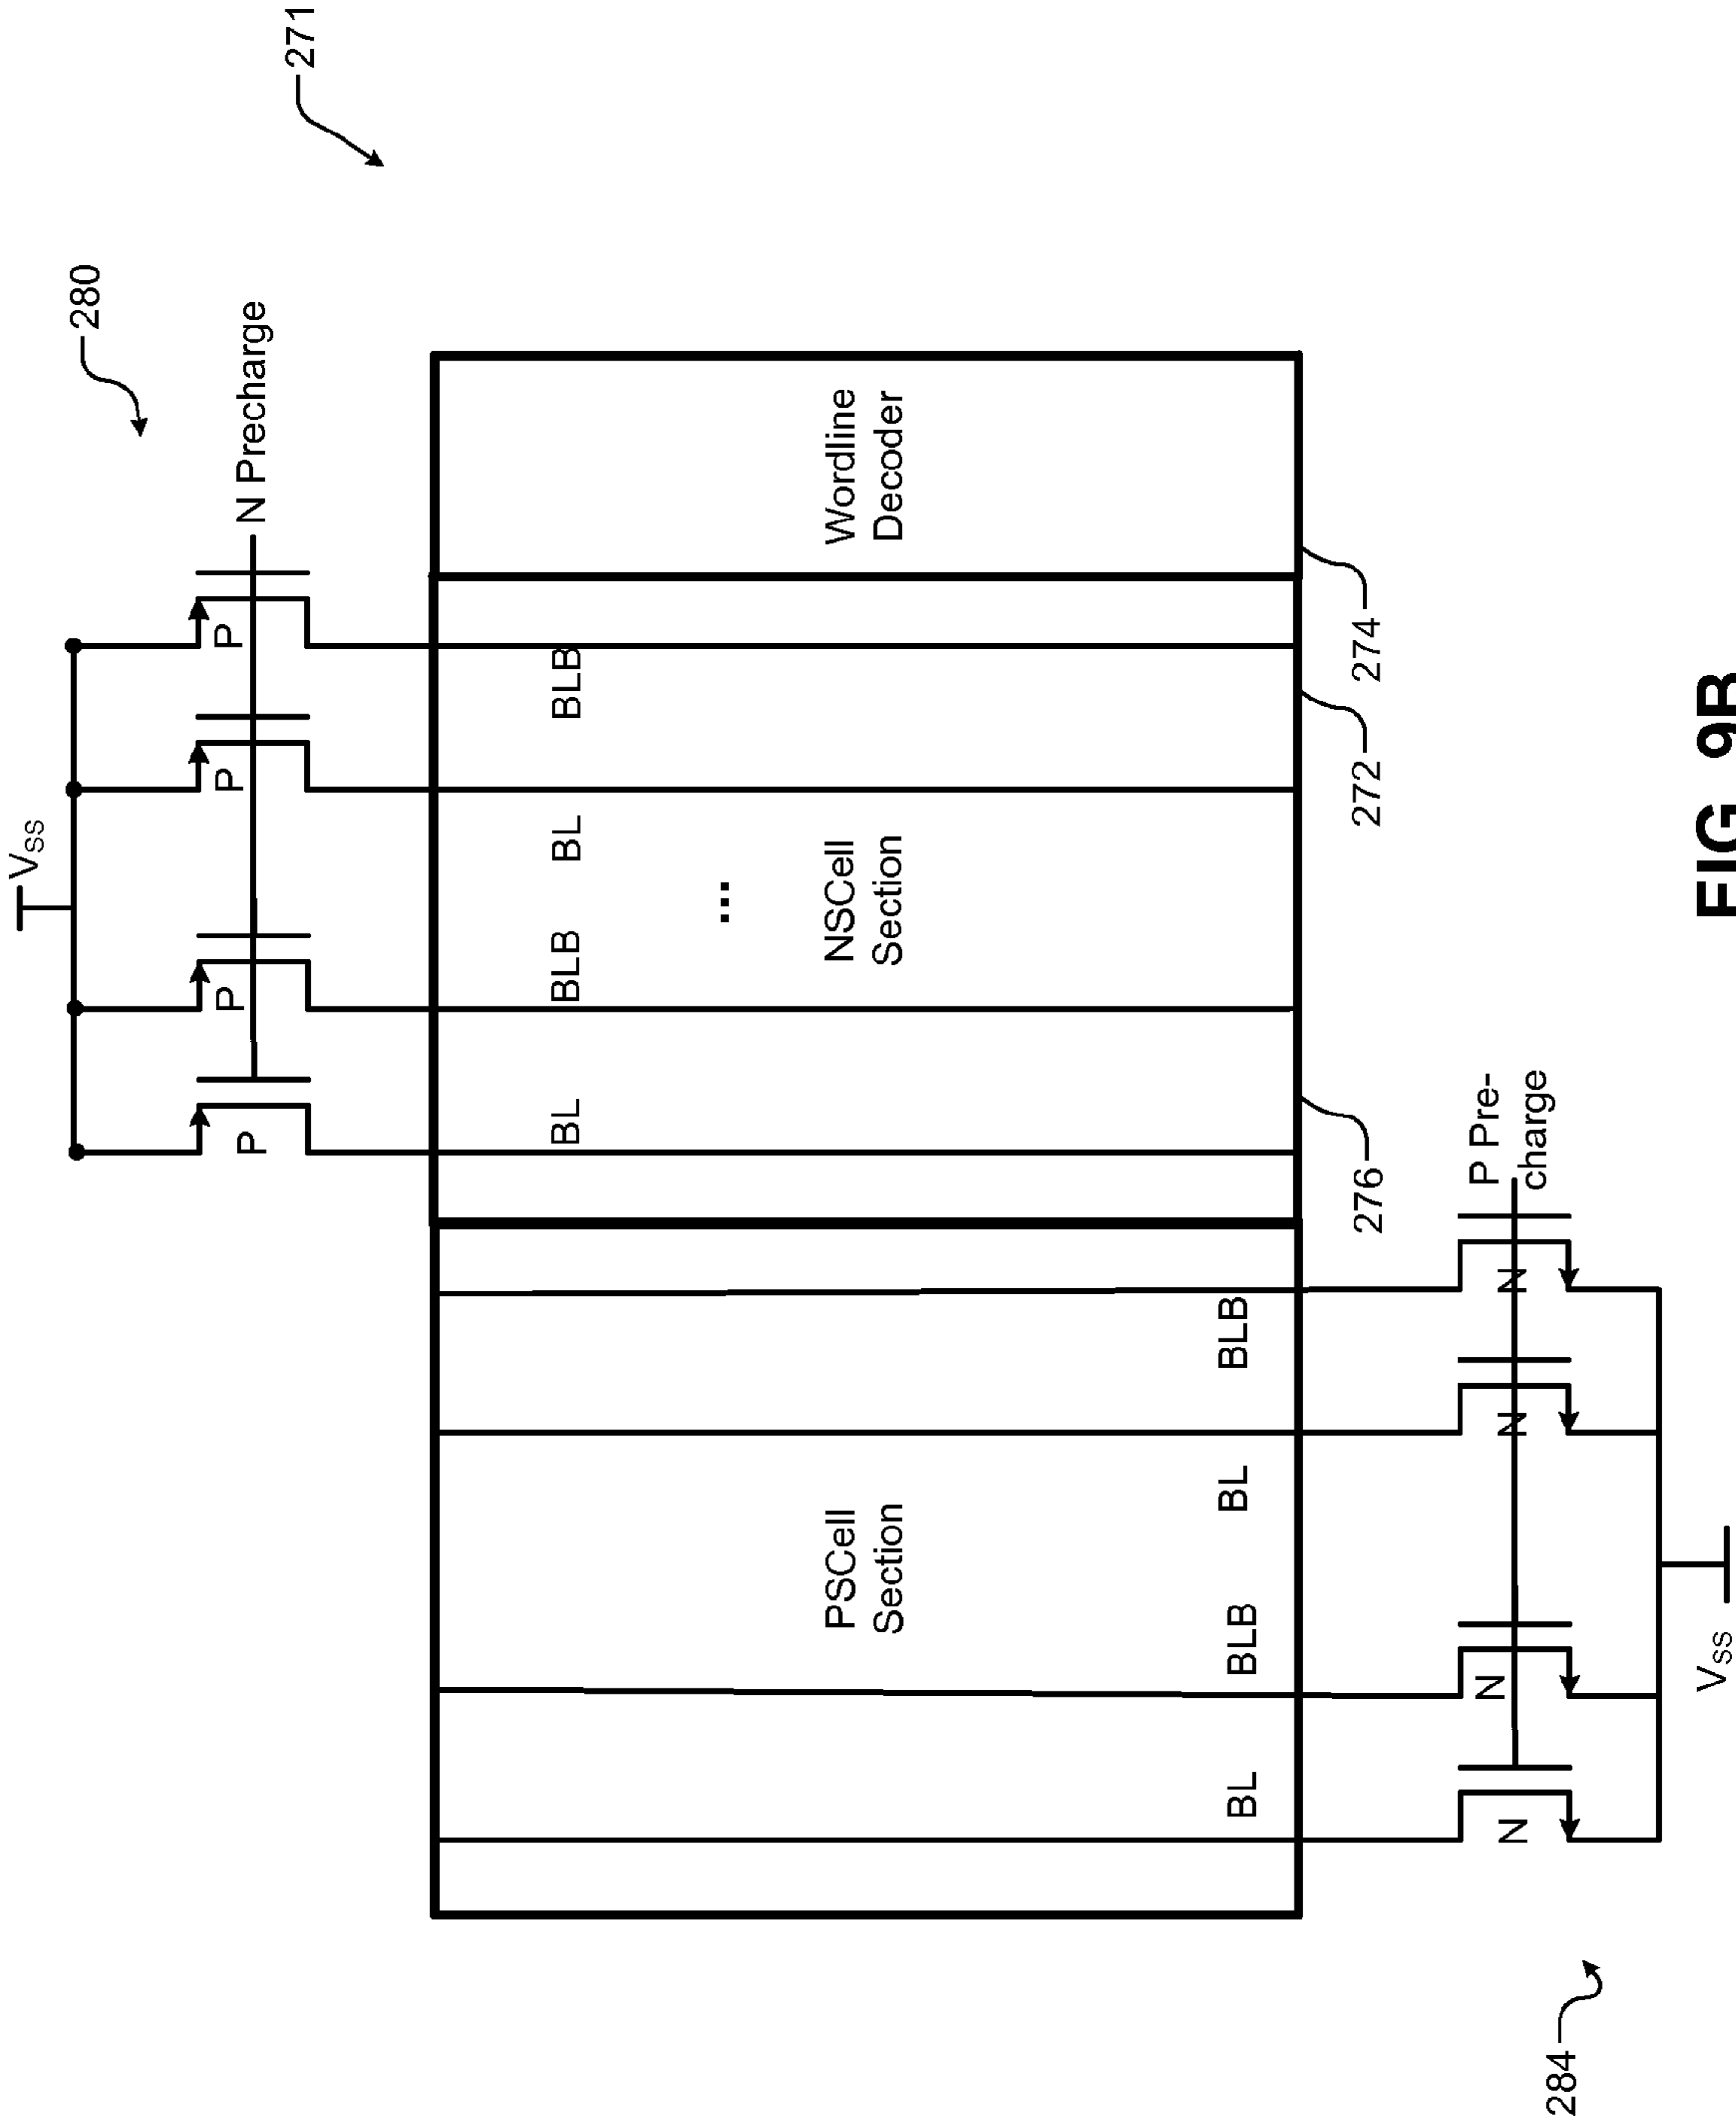 Vss
280
P
P
P
P
N Precharge
271
BL
BLB
BL
BLB
...
PSCell
Section
NSCell
Section
Wordline
Decoder
BL
BLB
BL
BLB
276
272
274
N
N
N
N
P Pre-
charge
284
Vss
FIG 9B